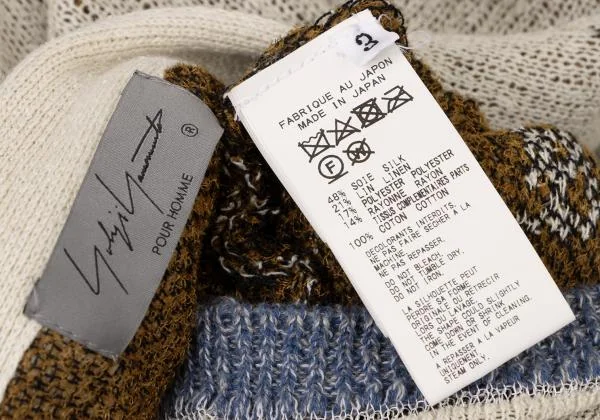 Yohji Yamamoto ®
POUR HOMME
3
FABRIQUE AU JAPON
MADE IN JAPAN
F W
48% SOIE SILK
21% LIN LINEN
17% POLYESTER POLYESTER
14% RAYONNE RAYON
TISSUS COMPLEMENTAIRES PARTS
100% COTON COTTON
DECOLORANTS INTERDITS.
NE PAS FAIRE SECHER A LA
MACHINE.
NE PAS REPASSER.
DO NOT BLEACH.
DO NOT TUMBLE DRY.
DO NOT IRON.
LA SILHOUETTE PEUT
PERDRE SA FORME
ORIGINALE OU RETRECIR
LORS DU LAVAGE.
THE SHAPE COULD SLIGHTLY
COME DOWN OR SHRINK
IN THE EVENT OF CLEANING.
A REPASSER A LA VAPEUR
UNIQUEMENT.
STEAM ONLY.